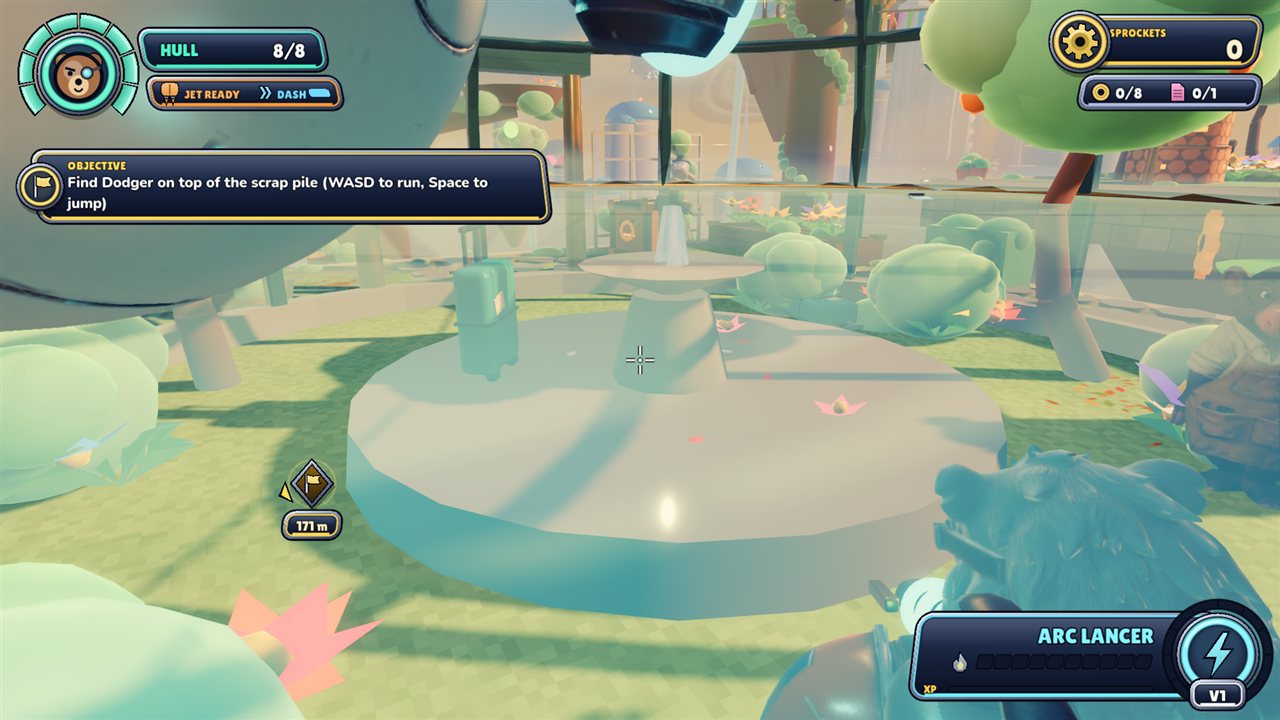 HULL 8/8
JET READY DASH
SPROCKETS
0
0/8 0/1
OBJECTIVE
Find Dodger on top of the scrap pile (WASD to run, Space to
jump)
171 m
ARC LANCER
XP
V1